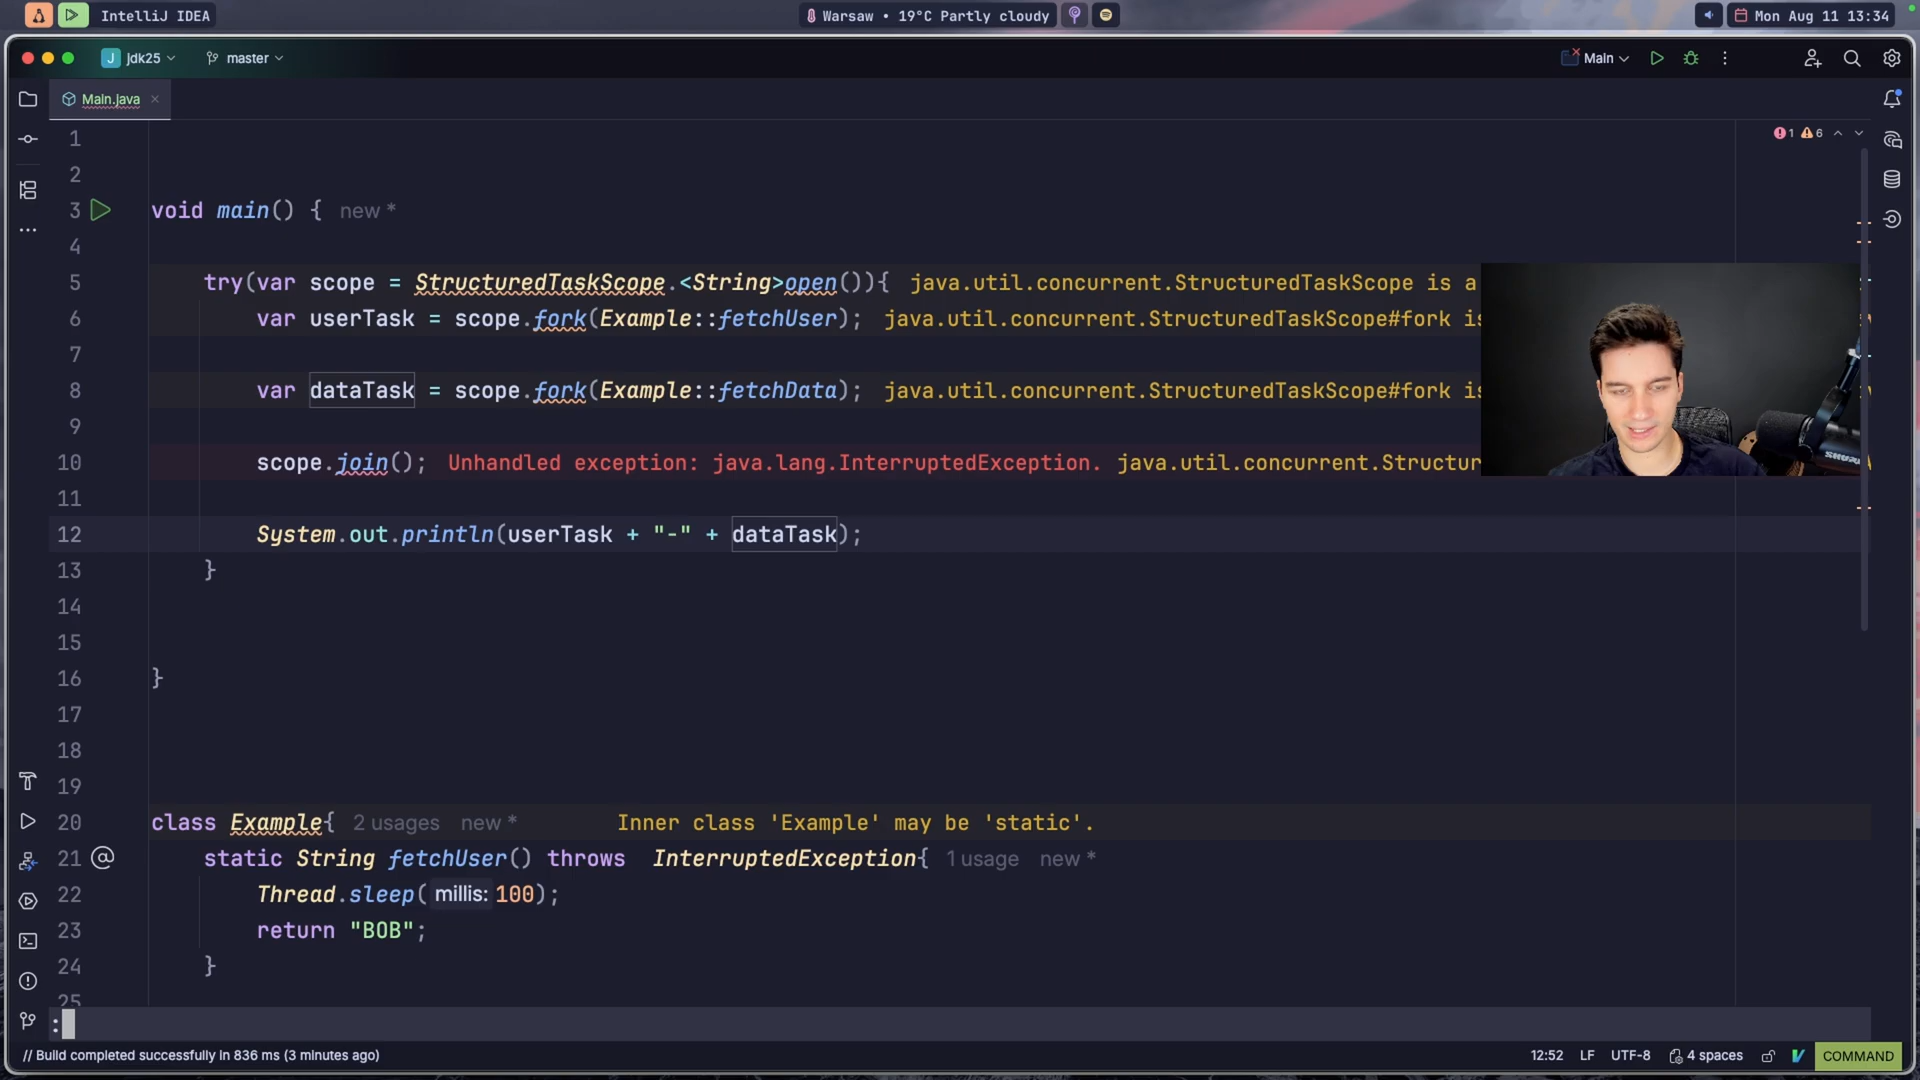 IntelliJ IDEA
Warsaw • 19°C Partly cloudy
Mon Aug 11 13:34
J jdk25
master
Main
Main.java
1 6
1
2
3 void main() { new *
4
5 try(var scope = StructuredTaskScope.<String>open()){ java.util.concurrent.StructuredTaskScope is a
6 var userTask = scope.fork(Example::fetchUser); java.util.concurrent.StructuredTaskScope#fork is
7
8 var dataTask = scope.fork(Example::fetchData); java.util.concurrent.StructuredTaskScope#fork is
9
10 scope.join(); Unhandled exception: java.lang.InterruptedException. java.util.concurrent.Structur
11
12 System.out.println(userTask + "-" + dataTask);
13 }
14
15
16 }
17
18
19
20 class Example{ 2 usages new * Inner class 'Example' may be 'static'.
21 static String fetchUser() throws InterruptedException{ 1 usage new *
22 Thread.sleep( millis: 100);
23 return "BOB";
24 }
25
:
// Build completed successfully in 836 ms (3 minutes ago)
12:52 LF UTF-8 4 spaces COMMAND